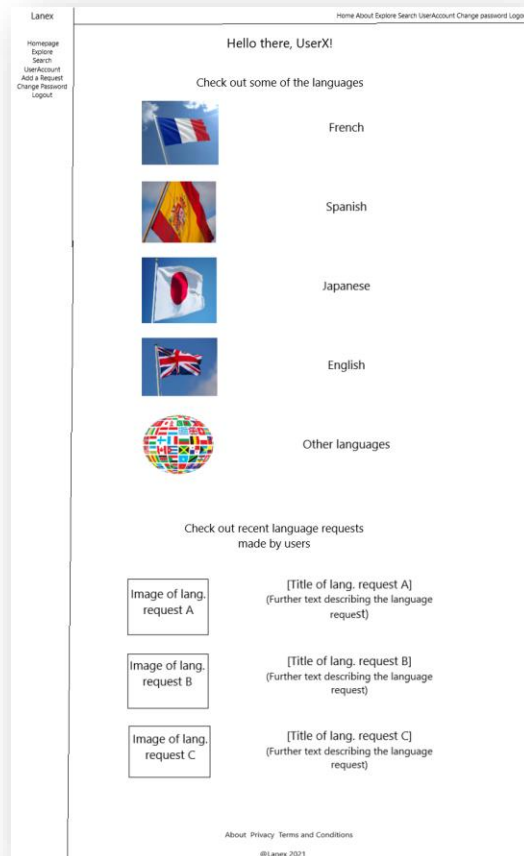 Lanex
Home About Explore Search UserAccount Change password Logou
Homepage
Explore
Search
UserAccount
Add a Request
Change Password
Logout
Hello there, UserX!
Check out some of the languages
French
Spanish
Japanese
English
Other languages
Check out recent language requests
made by users
Image of lang.
request A
[Title of lang. request A]
(Further text describing the language
request)
Image of lang.
request B
[Title of lang. request B]
(Further text describing the language
request)
Image of lang.
request C
[Title of lang. request C]
(Further text describing the language
request)
About Privacy Terms and Conditions
@Lanex 2021